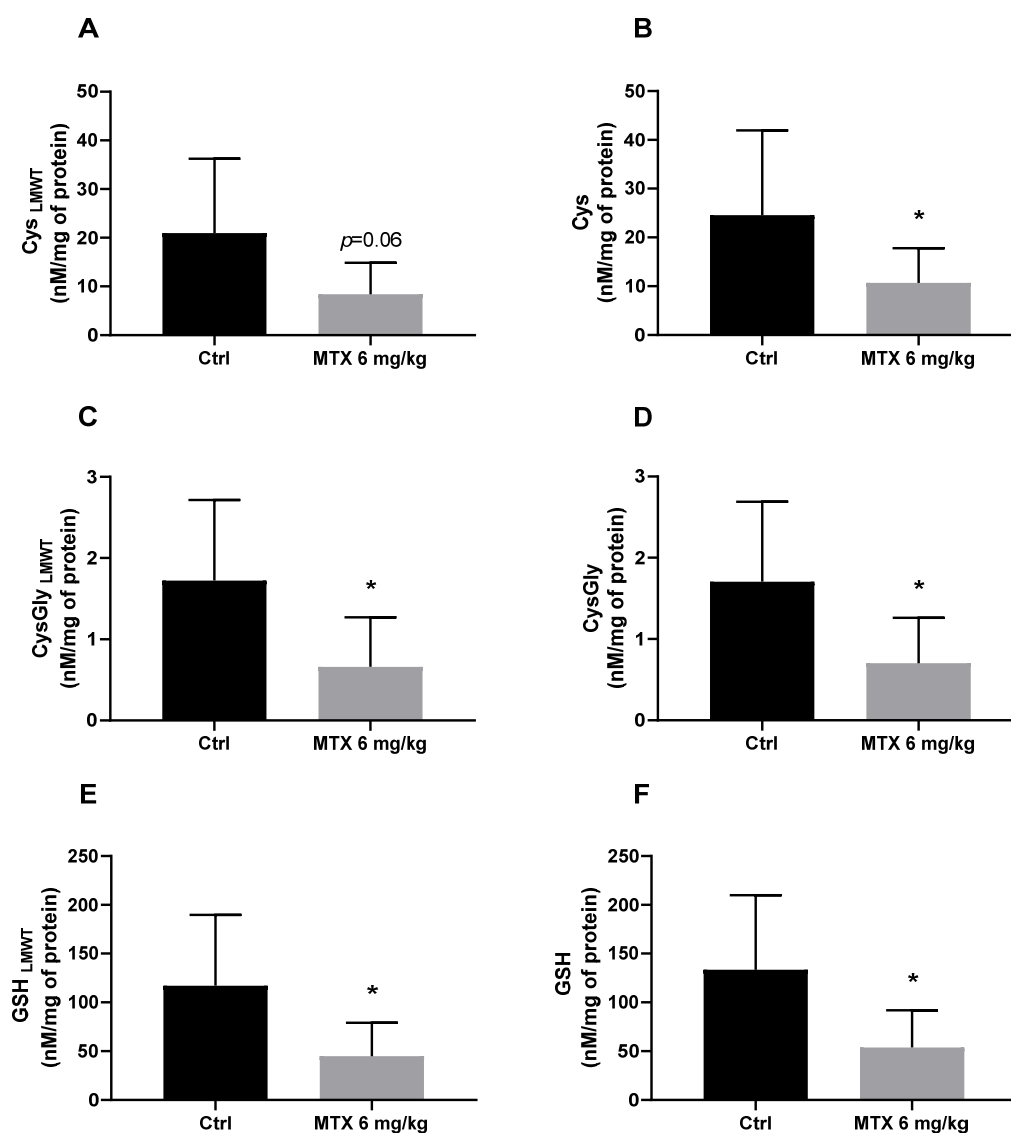 A
Cys LMWT
(nM/mg of protein)
50
40
30
20
10
0
p=0.06
Ctrl
MTX 6 mg/kg
B
Cys
(nM/mg of protein)
50
40
30
20
10
0
*
Ctrl
MTX 6 mg/kg
C
CysGly LMWT
(nM/mg of protein)
3
2
1
0
*
Ctrl
MTX 6 mg/kg
D
CysGly
(nM/mg of protein)
3
2
1
0
*
Ctrl
MTX 6 mg/kg
E
GSH LMWT
(nM/mg of protein)
250
200
150
100
50
0
*
Ctrl
MTX 6 mg/kg
F
GSH
(nM/mg of protein)
250
200
150
100
50
0
*
Ctrl
MTX 6 mg/kg